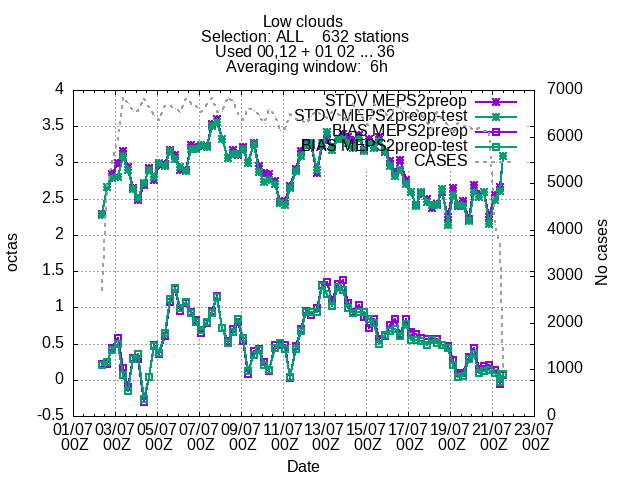 Low clouds
Selection: ALL 632 stations
Used 00,12 + 01 02 ... 36
Averaging window: 6h
STDV MEPS2preop
STDV MEPS2preop-test
BIAS MEPS2preop
BIAS MEPS2preop-test
CASES
octas
4
3.5
3
2.5
2
1.5
1
0.5
0
-0.5
7000
6000
5000
4000
3000
2000
1000
0
No cases
01/07 03/07 05/07 07/07 09/07 11/07 13/07 15/07 17/07 19/07 21/07 23/07
00Z 00Z 00Z 00Z 00Z 00Z 00Z 00Z 00Z 00Z 00Z 00Z
Date